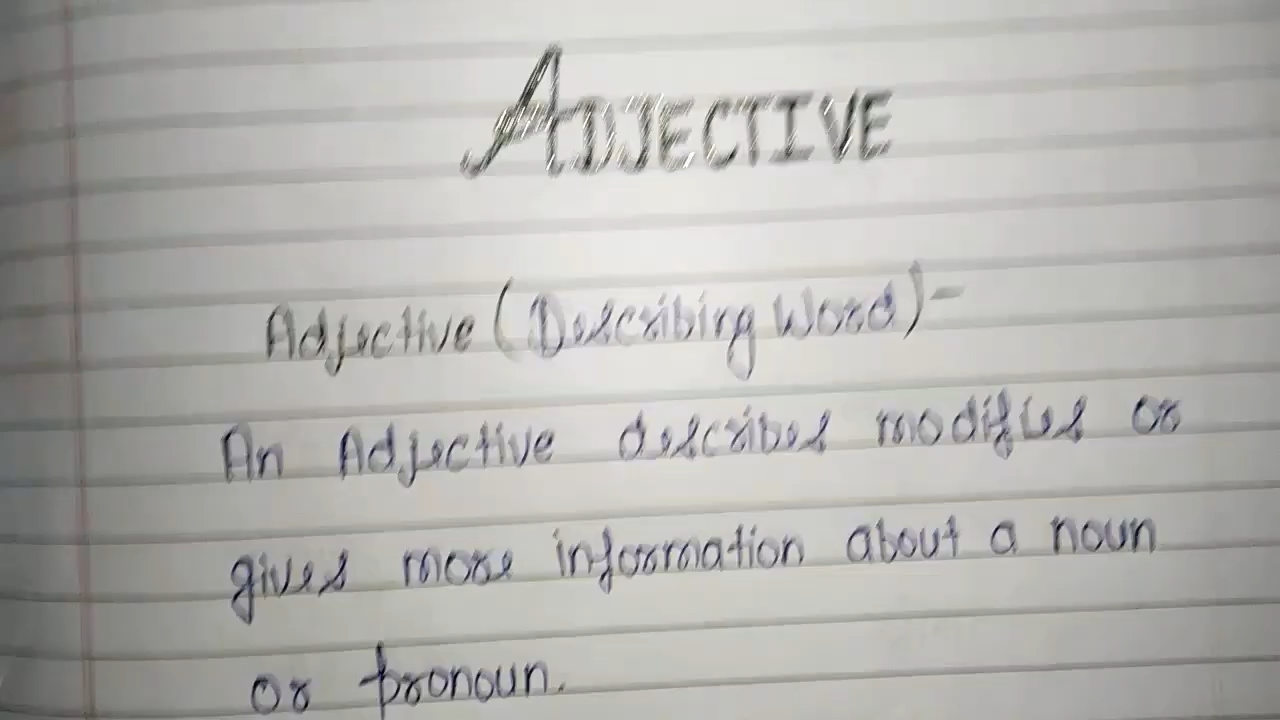 ADJECTIVE
Adjective (Describing Word)-
An Adjective describes modifies or
gives more information about a noun
or pronoun.